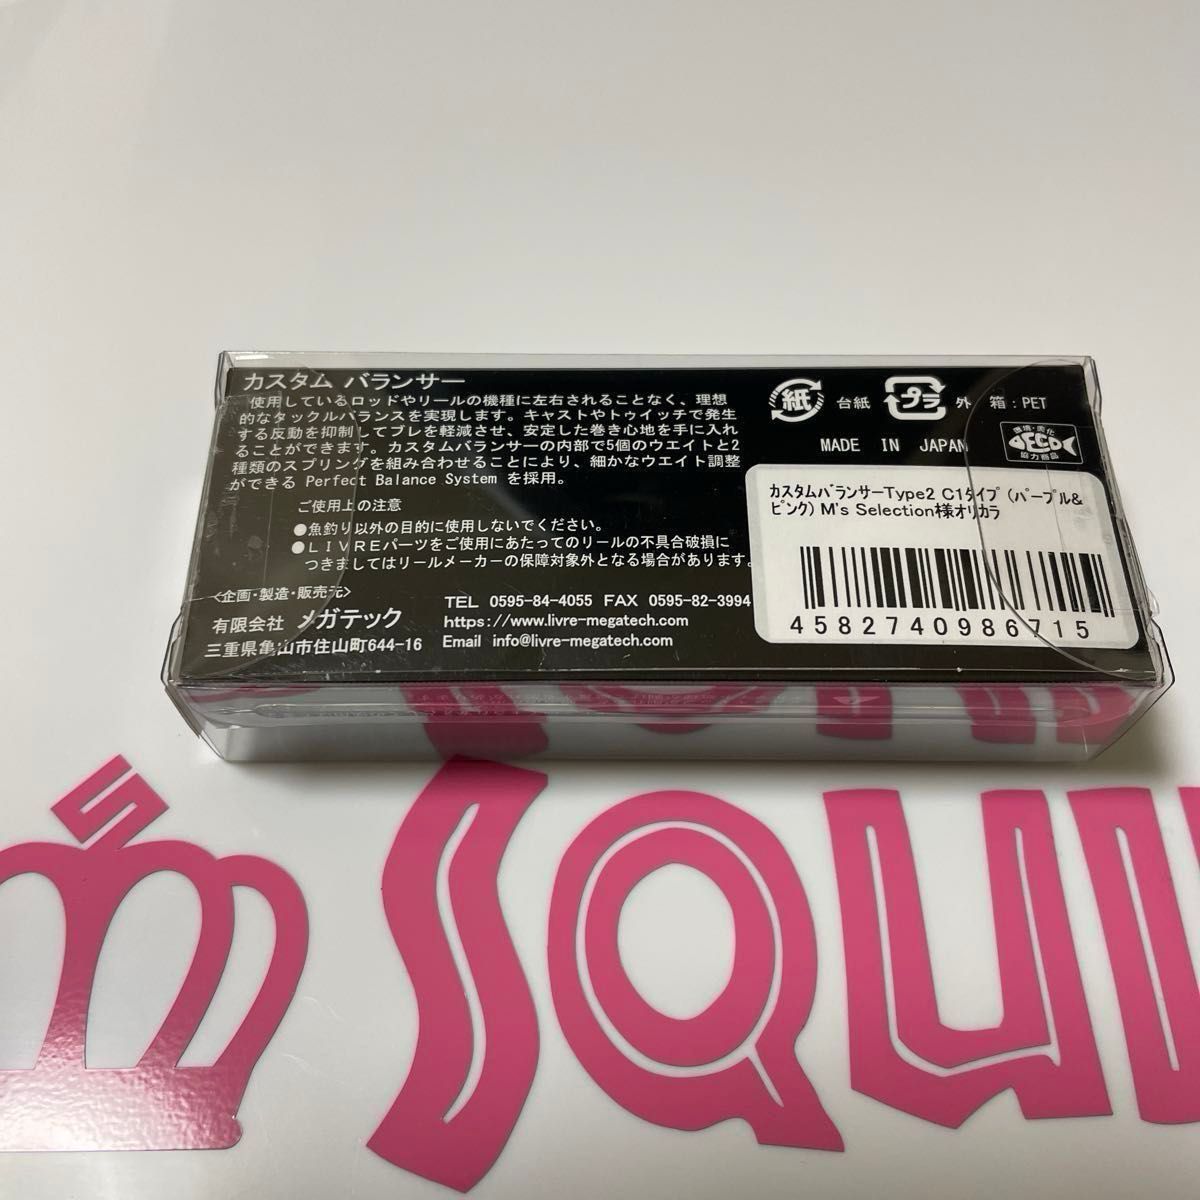 カスタム バランサー
使用しているロッドやリールの機種に左右されることなく、理想
的なタックルバランスを実現します。キャストやトゥイッチで発生
する反動を抑制してブレを軽減させ、安定した巻き心地を手に入れ
ることができます。カスタムバランサーの内部で5個のウエイトと2
種類のスプリングを組み合わせることにより、細かなウエイト調整
ができる Perfect Balance System を採用。
ご使用上の注意
●魚釣り以外の目的に使用しないでください。
●ＬＩＶＲＥパーツをご使用にあたってのリールの不具合破損に
つきましてはリールメーカーの保障対象外となる場合があります。
<企画・製造・販売元>
有限会社 メガテック
三重県亀山市住山町644-16
TEL 0595-84-4055 FAX 0595-82-3994
https://www.livre-megatech.com
Email info@livre-megatech.com
紙 台紙 プラ 外 箱：PET
MADE IN JAPAN
環境・美化
ECO
協力商品
カスタムバランサーType2 C1タイプ (パープル&
ピンク) M's Selection様オリカラ
4582740986715
SQU